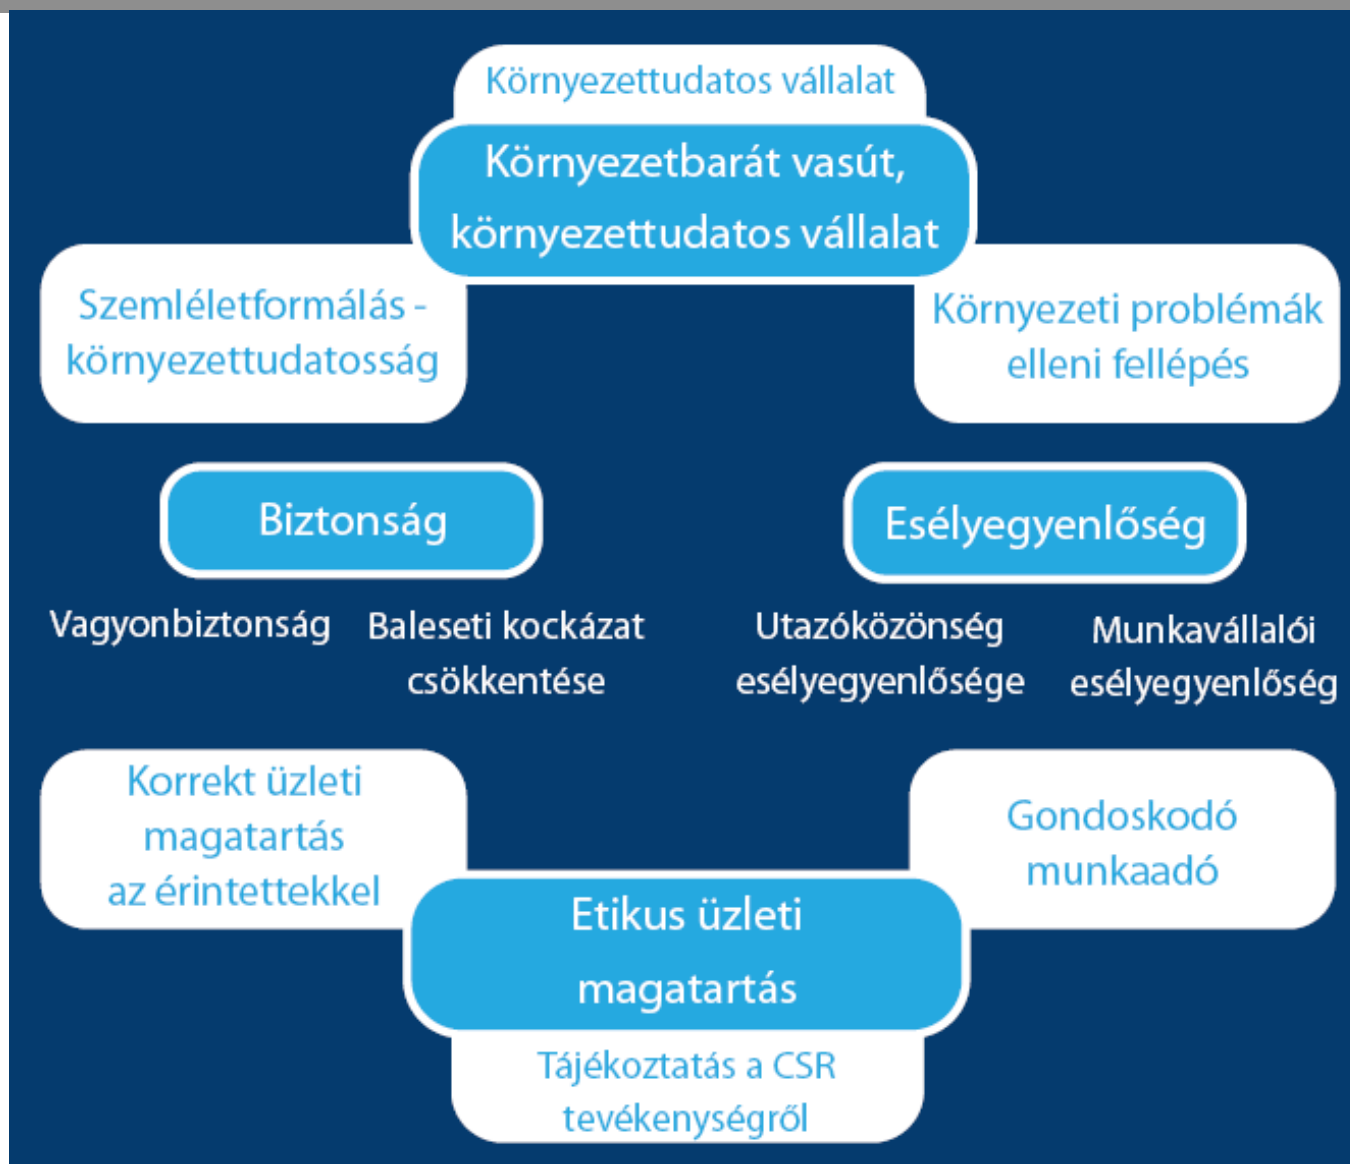 Környezettudatos vállalat
Környezetbarát vasút,
környezettudatos vállalat
Szemléletformálás -
környezettudatosság
Környezeti problémák
elleni fellépés
Biztonság
Esélyegyenlőség
Vagyonbiztonság
Baleseti kockázat
csökkentése
Utazóközönség
esélyegyenlősége
Munkavállalói
esélyegyenlőség
Korrekt üzleti
magatartás
az érintettekkel
Gondoskodó
munkaadó
Etikus üzleti
magatartás
Tájékoztatás a CSR
tevékenységről